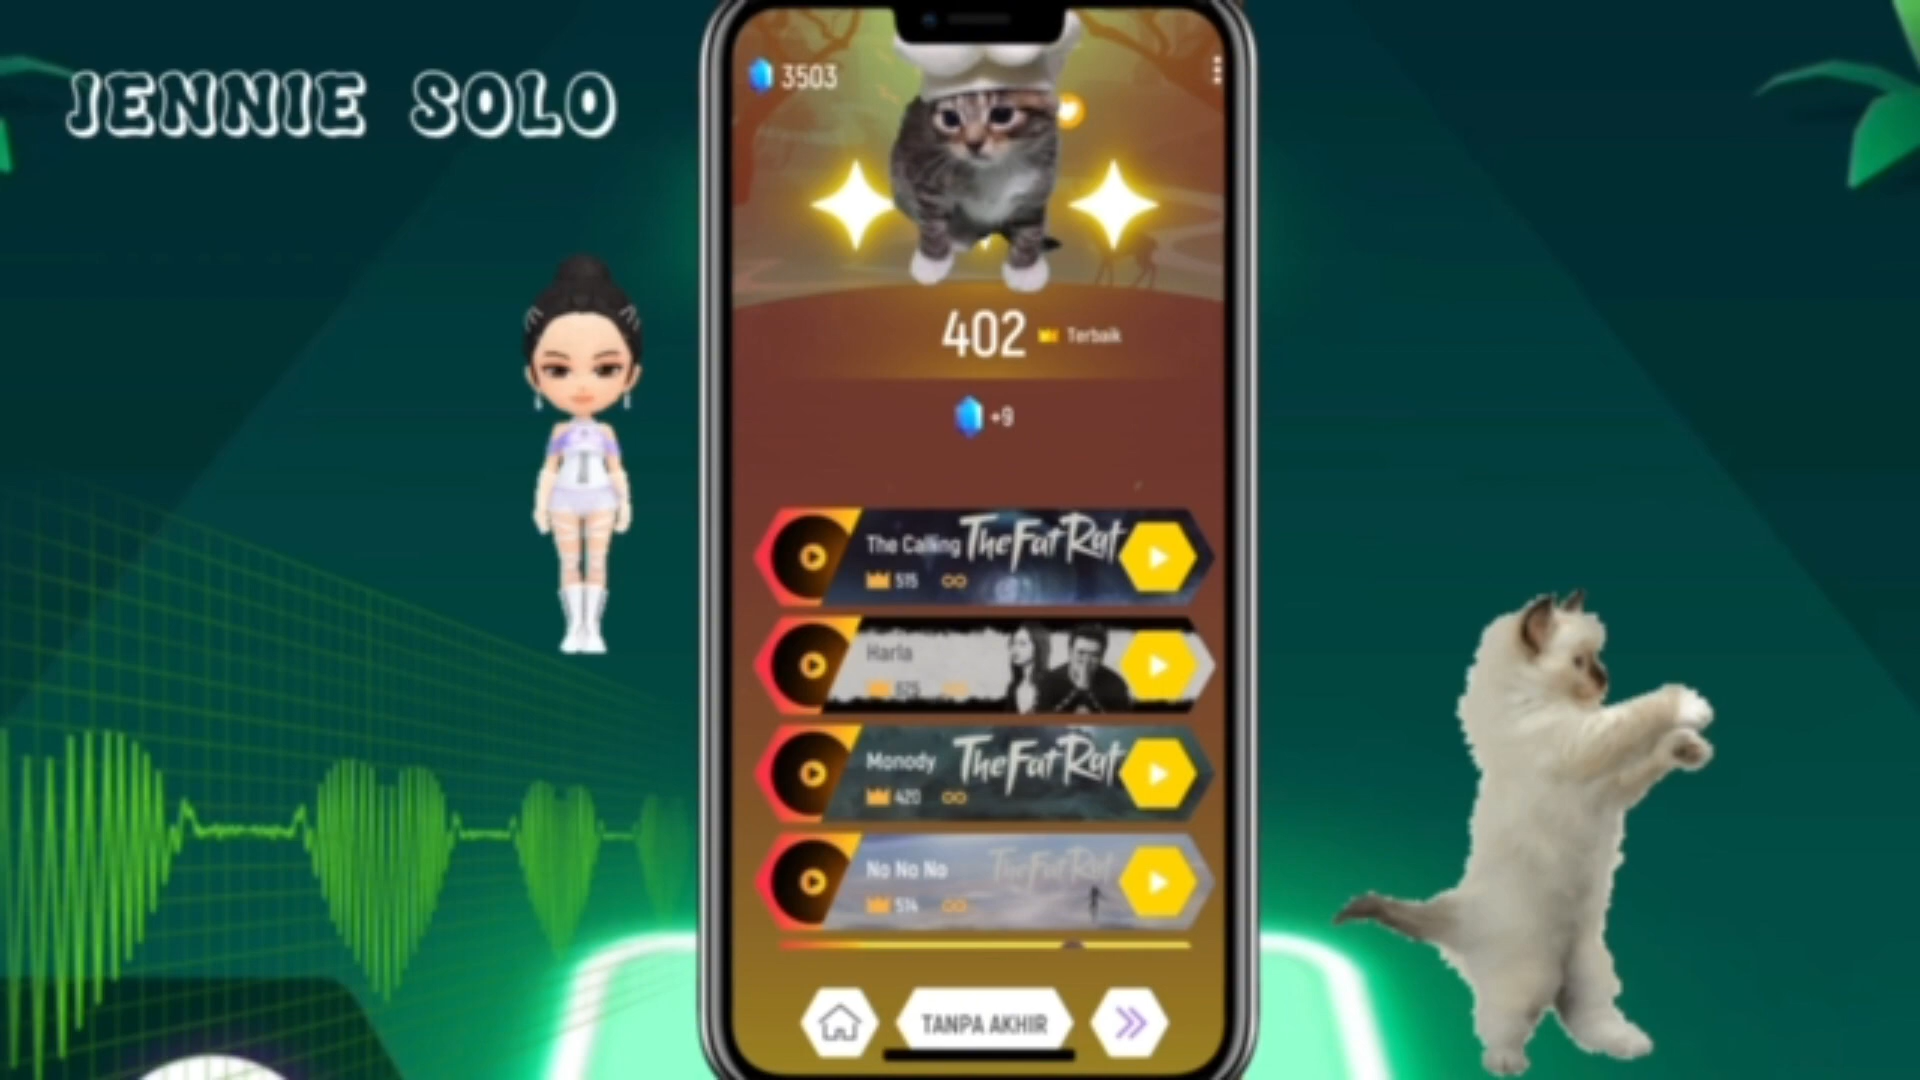 JENNIE SOLO
3503
402 Terbaik
+9
The Calling TheFatRat
515
Harla
525
Monody TheFatRat
420
No No No TheFatRat
514
TANPA AKHIR